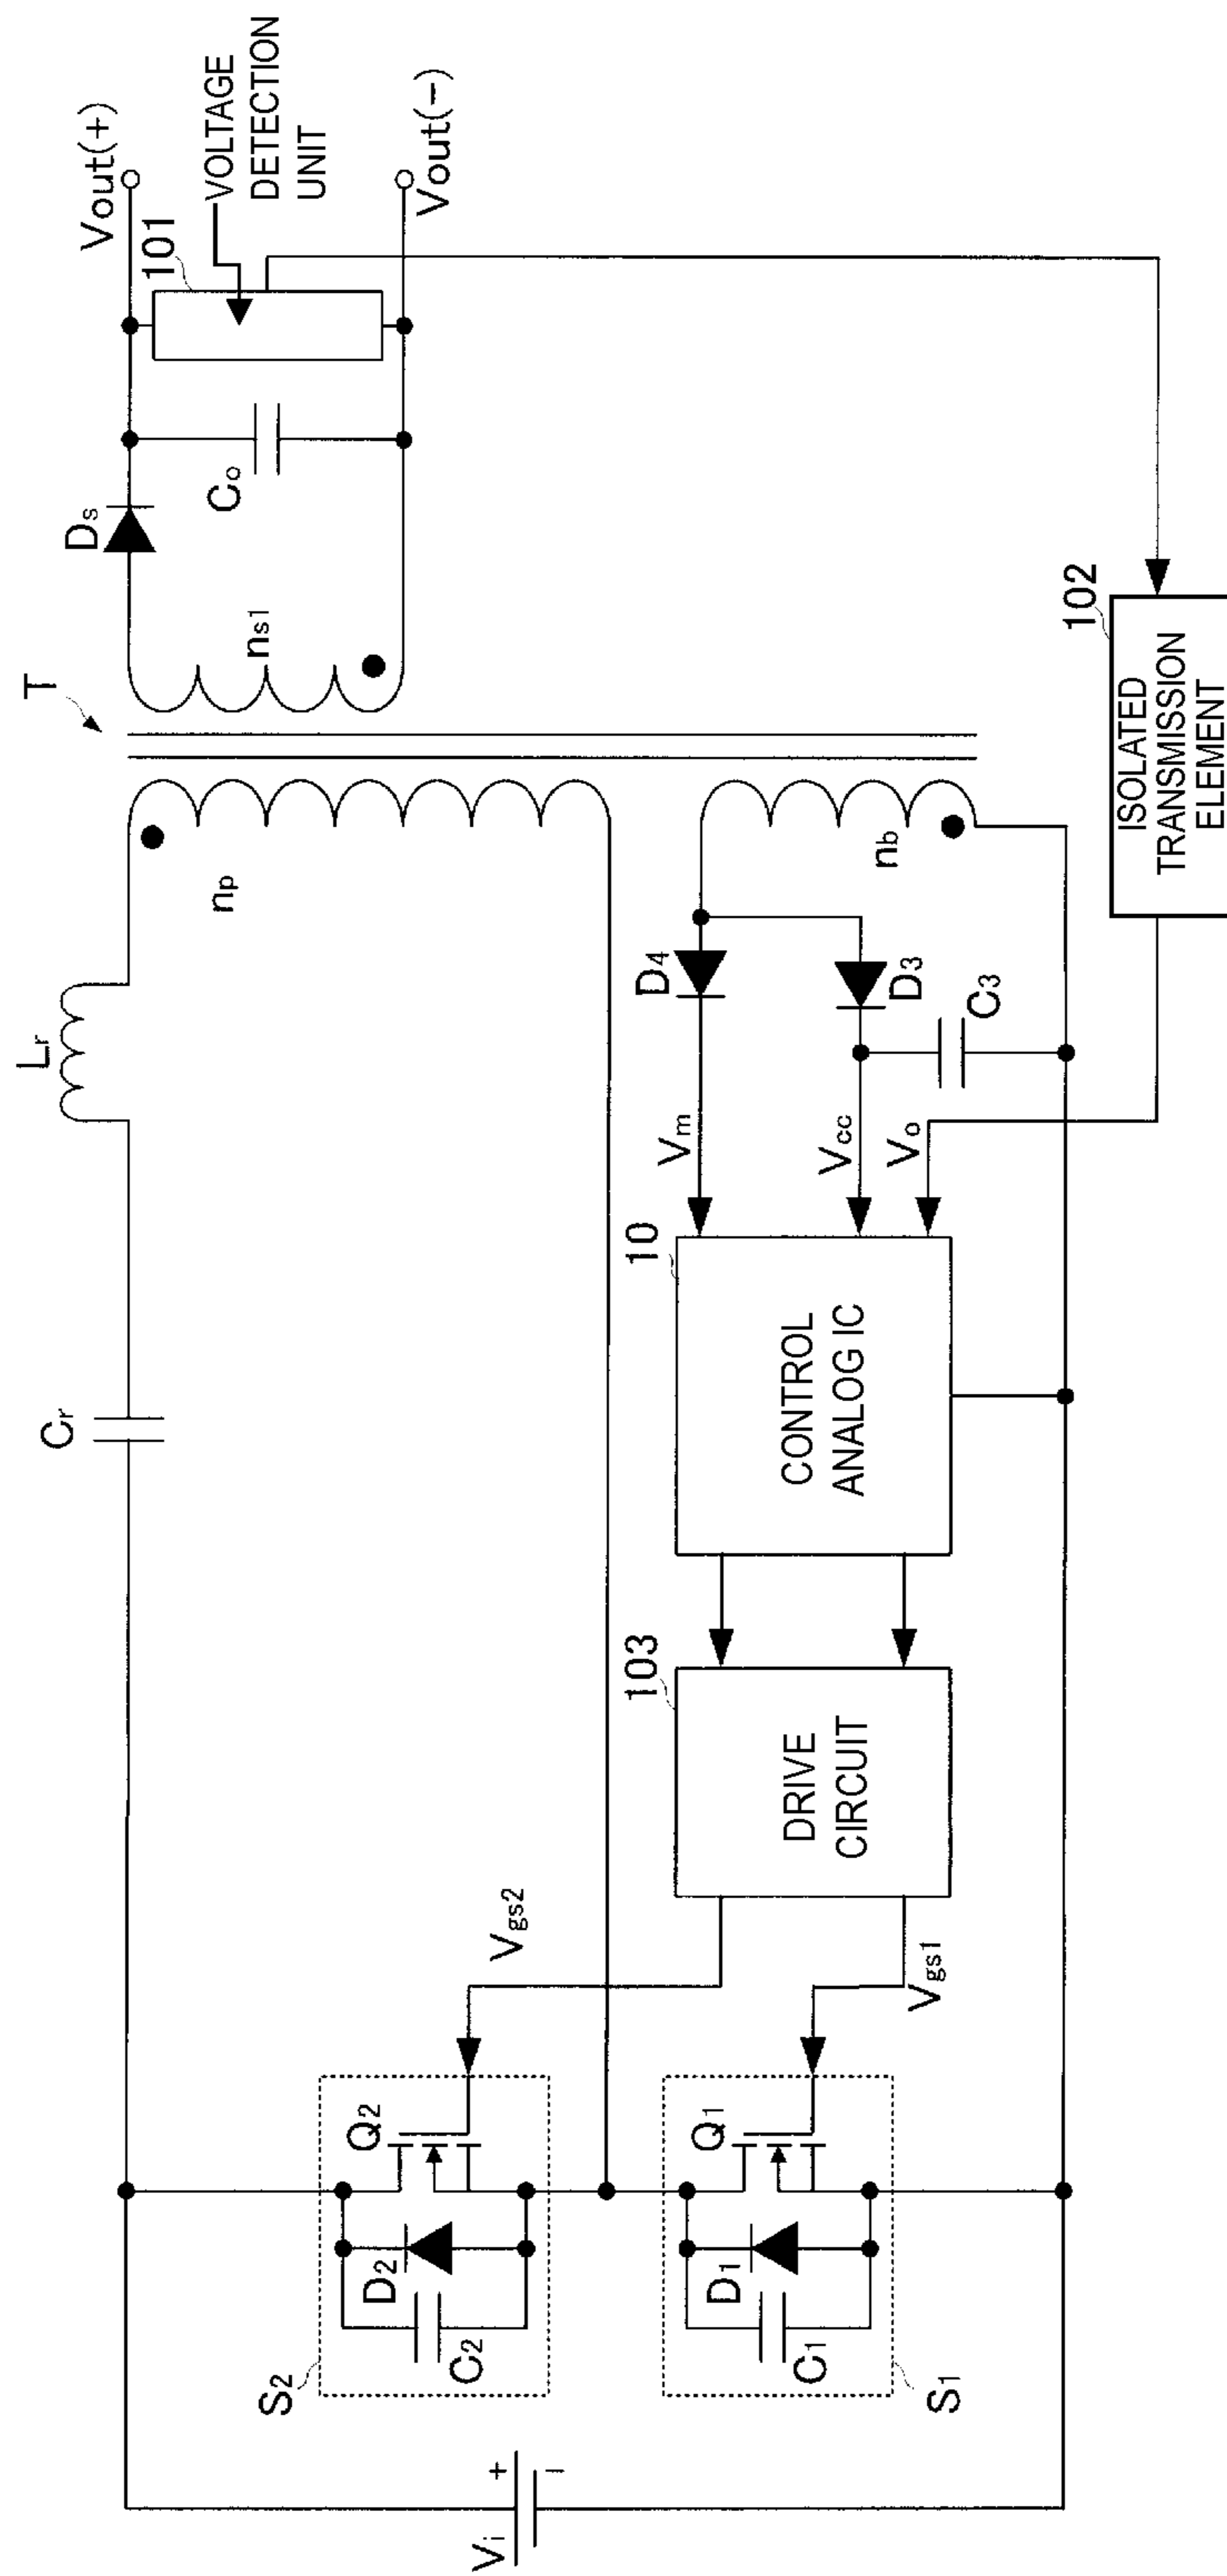 Vi
+
−
S2
C2
D2
Q2
S1
C1
D1
Q1
Vgs2
Vgs1
103
DRIVE
CIRCUIT
10
CONTROL
ANALOG IC
Cr
Lr
Vm
Vcc
Vo
D4
D3
C3
np
nb
T
ns1
Ds
Co
101
Vout(+)
VOLTAGE
DETECTION
UNIT
Vout(-)
102
ISOLATED
TRANSMISSION
ELEMENT